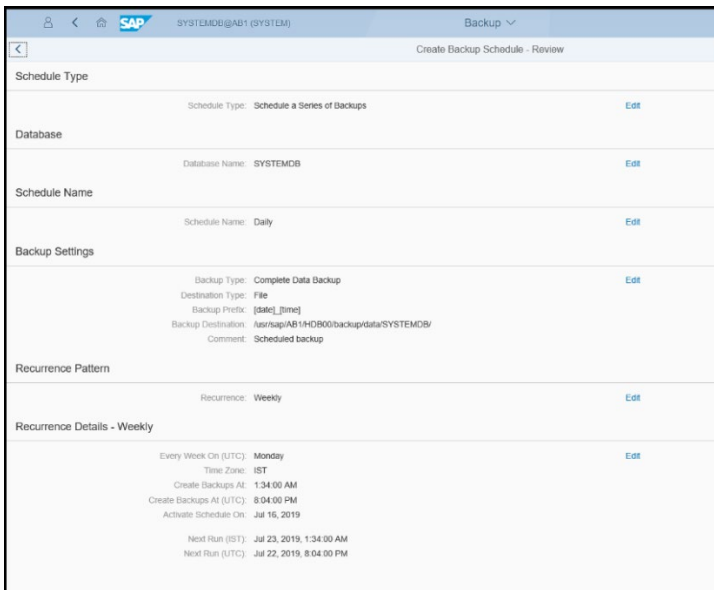 SAP SYSTEMDB@AB1 (SYSTEM) Backup
Create Backup Schedule - Review
Schedule Type
Schedule Type: Schedule a Series of Backups Edit
Database
Database Name: SYSTEMDB Edit
Schedule Name
Schedule Name: Daily Edit
Backup Settings
Backup Type: Complete Data Backup Edit
Destination Type: File
Backup Prefix: [date]_[time]
Backup Destination: /usr/sap/AB1/HDB00/backup/data/SYSTEMDB/
Comment: Scheduled backup
Recurrence Pattern
Recurrence: Weekly Edit
Recurrence Details - Weekly
Every Week On (UTC): Monday Edit
Time Zone: IST
Create Backups At: 1:34:00 AM
Create Backups At (UTC): 8:04:00 PM
Activate Schedule On: Jul 16, 2019
Next Run (IST): Jul 23, 2019, 1:34:00 AM
Next Run (UTC): Jul 22, 2019, 8:04:00 PM